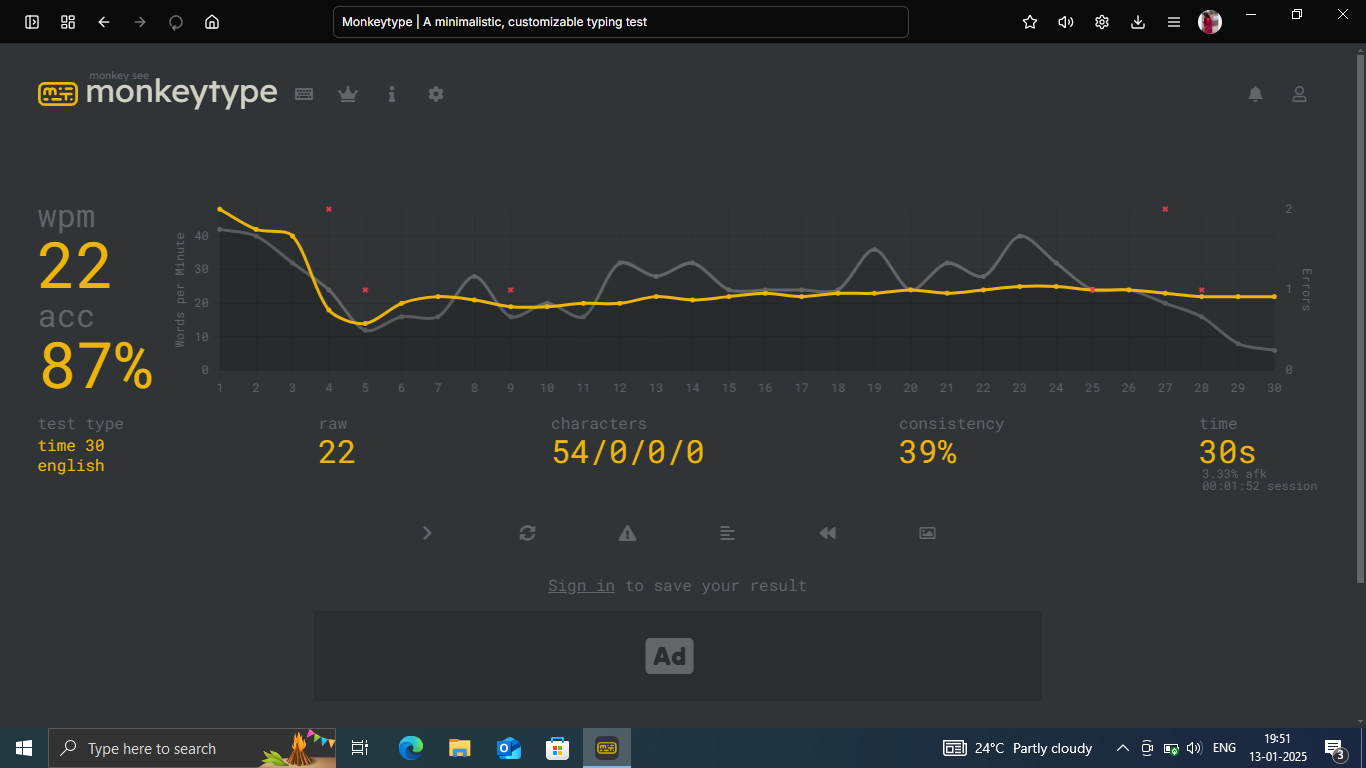 Monkeytype | A minimalistic, customizable typing test
monkey see
monkeytype
wpm
22
acc
87%
Words per Minute
40
30
20
10
0
2
1
0
Errors
1 2 3 4 5 6 7 8 9 10 11 12 13 14 15 16 17 18 19 20 21 22 23 24 25 26 27 28 29 30
test type
time 30
english
raw
22
characters
54/0/0/0
consistency
39%
time
30s
3.33% afk
00:01:52 session
Sign in to save your result
Ad
Type here to search
24°C Partly cloudy
ENG
19:51
13-01-2025
3